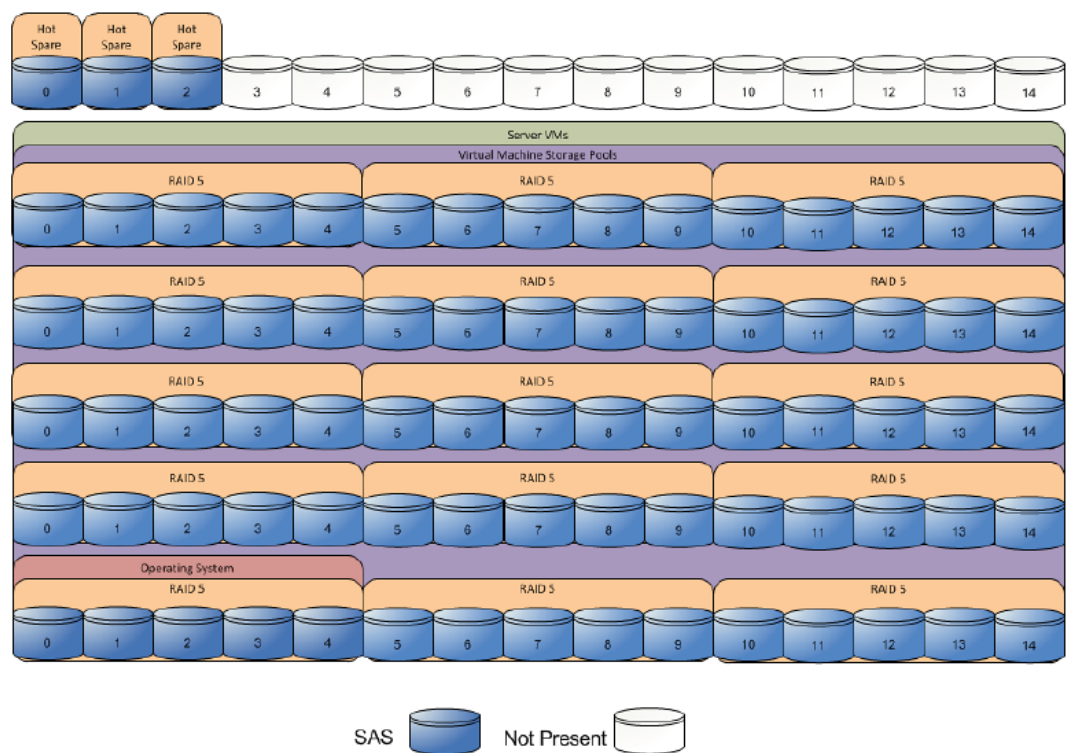 Hot Hot Hot
Spare Spare Spare
0 1 2 3 4 5 6 7 8 9 10 11 12 13 14
Server VMs
Virtual Machine Storage Pools
RAID 5 RAID 5 RAID 5
0 1 2 3 4 5 6 7 8 9 10 11 12 13 14
RAID 5 RAID 5 RAID 5
0 1 2 3 4 5 6 7 8 9 10 11 12 13 14
RAID 5 RAID 5 RAID 5
0 1 2 3 4 5 6 7 8 9 10 11 12 13 14
RAID 5 RAID 5 RAID 5
0 1 2 3 4 5 6 7 8 9 10 11 12 13 14
Operating System
RAID 5 RAID 5 RAID 5
0 1 2 3 4 5 6 7 8 9 10 11 12 13 14
SAS Not Present